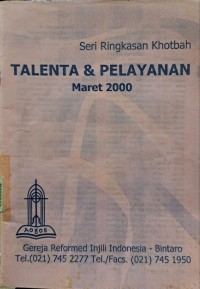 Seri Ringkasan Khotbah
TALENTA & PELAYANAN
Maret 2000
ΛΟΓΟΣ
Gereja Reformed Injili Indonesia - Bintaro
Tel.(021) 745 2277 Tel./Facs. (021) 745 1950